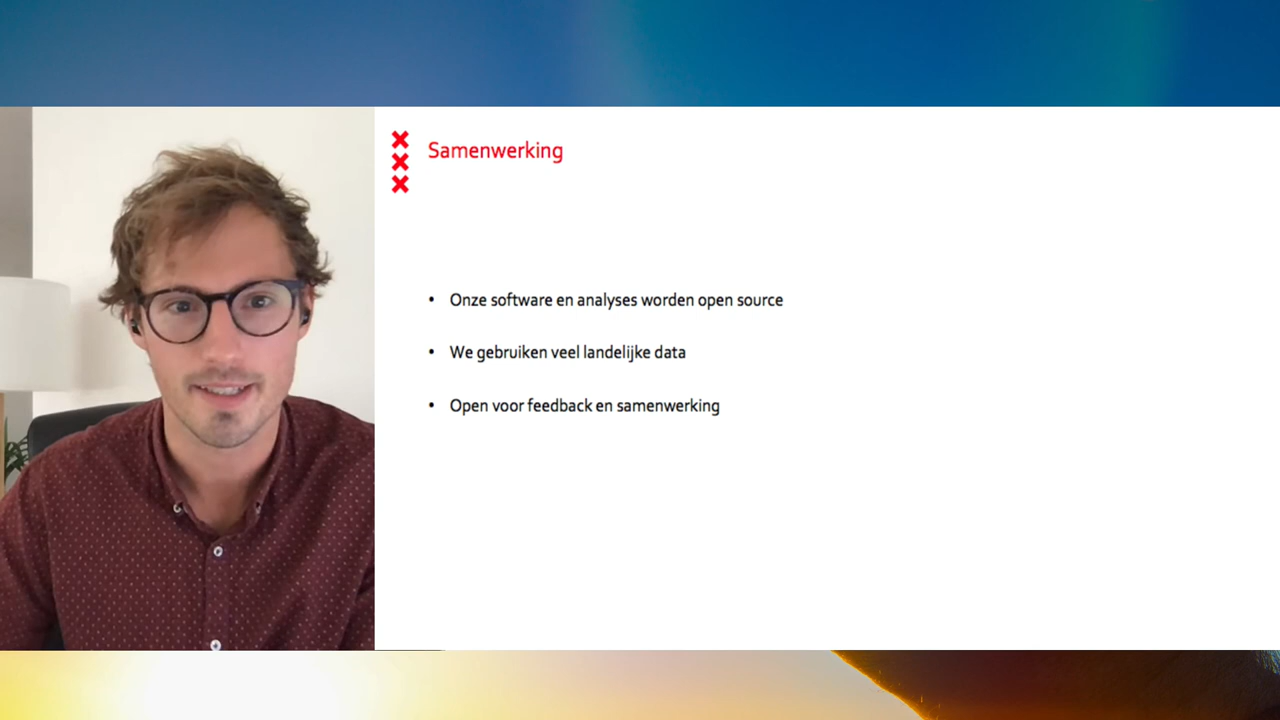 Samenwerking
• Onze software en analyses worden open source
• We gebruiken veel landelijke data
• Open voor feedback en samenwerking